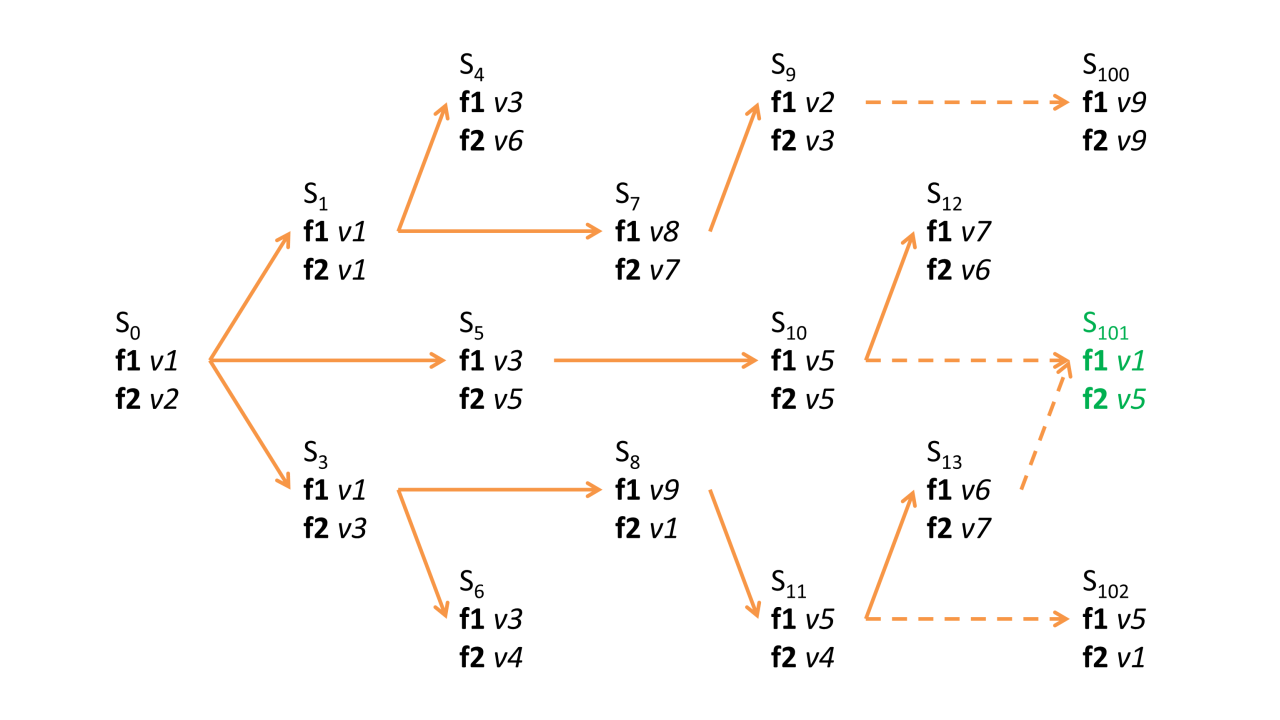 S4
f1 v3
f2 v6
S9
f1 v2
f2 v3
S100
f1 v9
f2 v9
S1
f1 v1
f2 v1
S7
f1 v8
f2 v7
S12
f1 v7
f2 v6
S0
f1 v1
f2 v2
S5
f1 v3
f2 v5
S10
f1 v5
f2 v5
S101
f1 v1
f2 v5
S3
f1 v1
f2 v3
S8
f1 v9
f2 v1
S13
f1 v6
f2 v7
S6
f1 v3
f2 v4
S11
f1 v5
f2 v4
S102
f1 v5
f2 v1